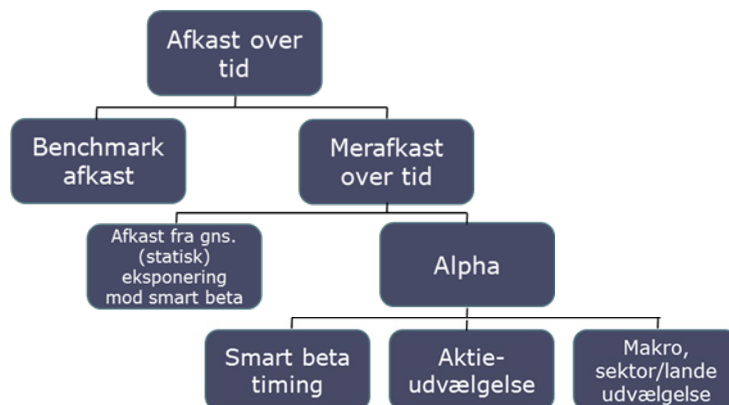 Afkast over
tid
Benchmark
afkast
Merafkast
over tid
Afkast fra gns.
(statisk)
eksponering
mod smart beta
Alpha
Smart beta
timing
Aktie-
udvælgelse
Makro,
sektor/lande
udvælgelse